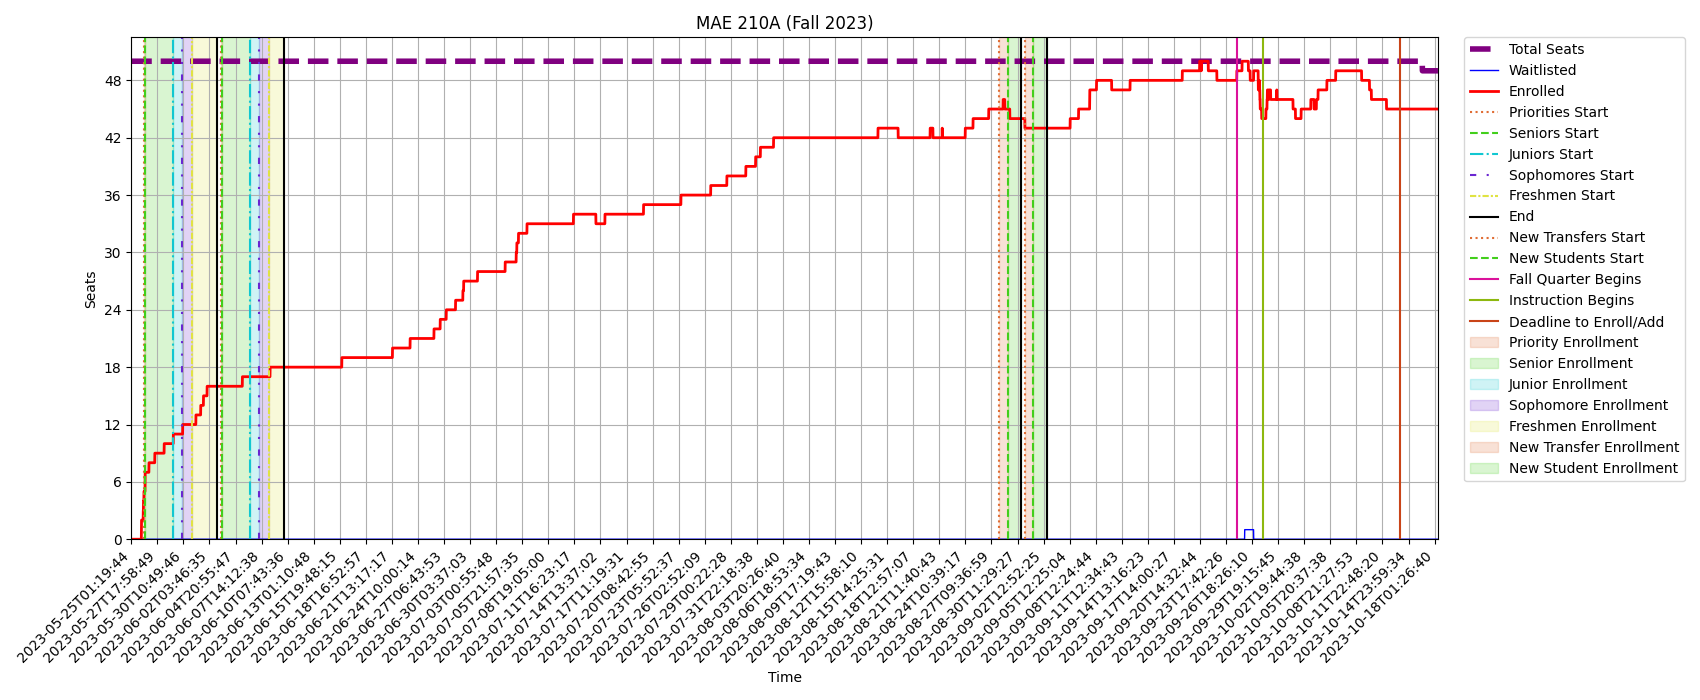 MAE 210A (Fall 2023)
Seats
48
42
36
30
24
18
12
6
0
2023-05-25T01:19:44
2023-05-27T17:58:49
2023-05-30T10:49:46
2023-06-02T03:46:35
2023-06-04T20:55:47
2023-06-07T14:12:38
2023-06-10T07:43:36
2023-06-13T01:10:48
2023-06-15T19:48:15
2023-06-18T16:52:57
2023-06-21T13:17:17
2023-06-24T10:00:14
2023-06-27T06:43:53
2023-06-30T03:37:03
2023-07-03T00:55:48
2023-07-05T21:57:35
2023-07-08T19:05:00
2023-07-11T16:23:17
2023-07-14T13:37:02
2023-07-17T11:19:31
2023-07-20T08:42:55
2023-07-23T05:52:37
2023-07-26T02:52:09
2023-07-29T00:22:28
2023-07-31T22:18:38
2023-08-03T20:26:40
2023-08-06T18:53:34
2023-08-09T17:19:43
2023-08-12T15:58:10
2023-08-15T14:25:31
2023-08-18T12:57:07
2023-08-21T11:40:43
2023-08-24T10:39:17
2023-08-27T09:36:59
2023-08-30T11:29:27
2023-09-02T12:52:25
2023-09-05T12:25:04
2023-09-08T12:24:44
2023-09-11T12:34:43
2023-09-14T13:16:23
2023-09-17T14:00:27
2023-09-20T14:32:44
2023-09-23T17:42:26
2023-09-26T18:26:10
2023-09-29T19:15:45
2023-10-02T19:44:38
2023-10-05T20:37:38
2023-10-08T21:27:53
2023-10-11T22:48:20
2023-10-14T23:59:34
2023-10-18T01:26:40
Time
Total Seats
Waitlisted
Enrolled
Priorities Start
Seniors Start
Juniors Start
Sophomores Start
Freshmen Start
End
New Transfers Start
New Students Start
Fall Quarter Begins
Instruction Begins
Deadline to Enroll/Add
Priority Enrollment
Senior Enrollment
Junior Enrollment
Sophomore Enrollment
Freshmen Enrollment
New Transfer Enrollment
New Student Enrollment